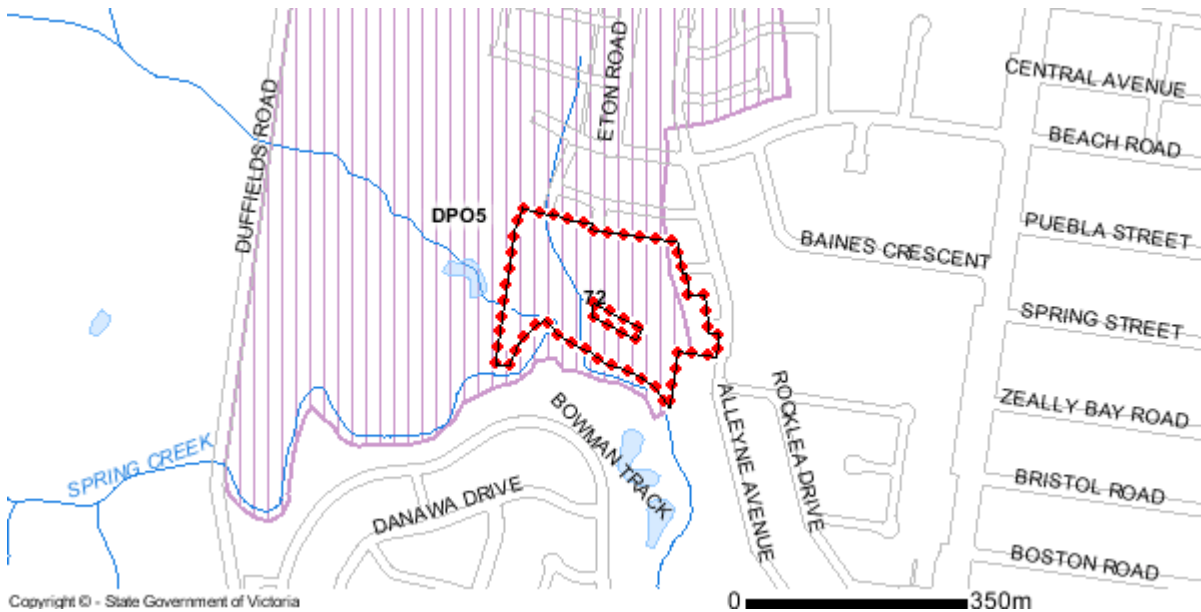 CENTRAL AVENUE
ETON ROAD
BEACH ROAD
DUFFIELDS ROAD
DPO5
PUEBLA STREET
BAINES CRESCENT
72
SPRING STREET
ZEALLY BAY ROAD
ROCKLEA DRIVE
ALLEYNE AVENUE
BOWMAN TRACK
SPRING CREEK
DANAWA DRIVE
BRISTOL ROAD
BOSTON ROAD
Copyright © - State Government of Victoria
0 350m